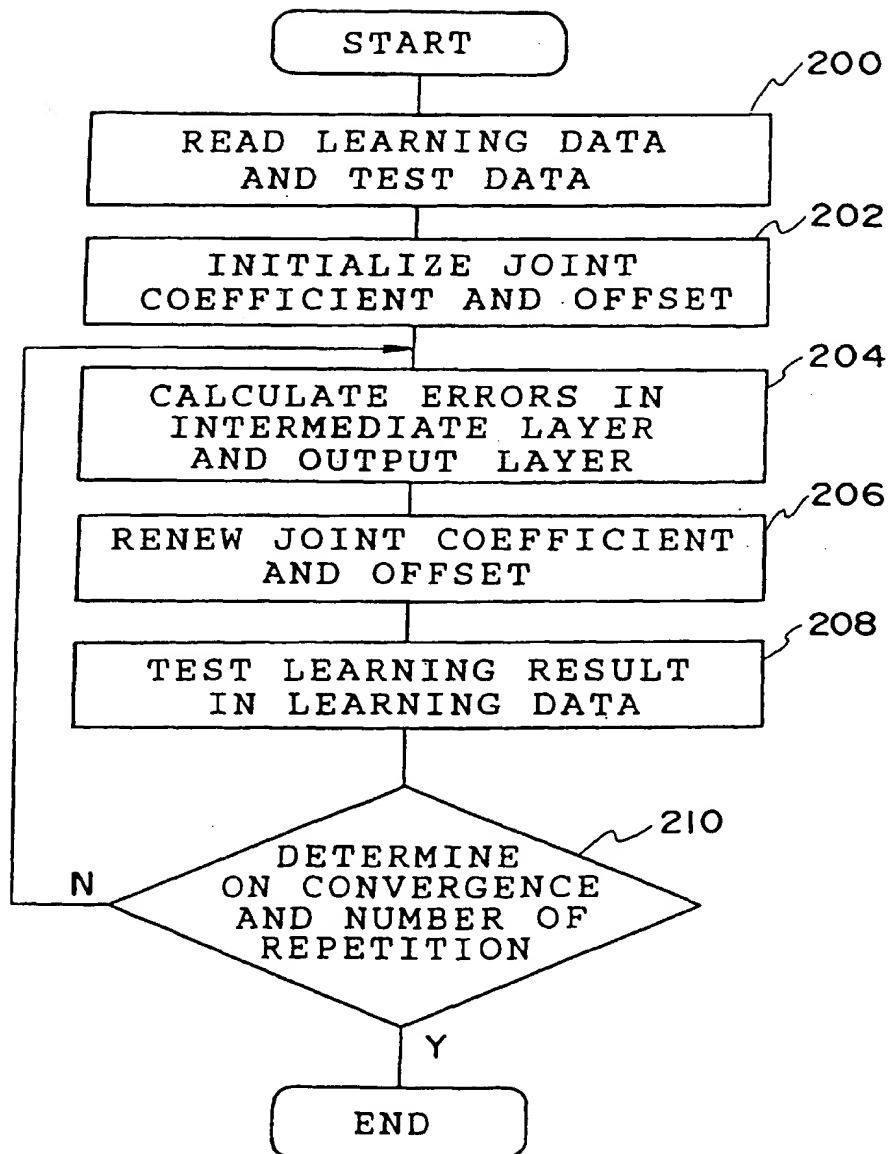 START
200
READ LEARNING DATA
AND TEST DATA
202
INITIALIZE JOINT
COEFFICIENT AND OFFSET
204
CALCULATE ERRORS IN
INTERMEDIATE LAYER
AND OUTPUT LAYER
206
RENEW JOINT COEFFICIENT
AND OFFSET
208
TEST LEARNING RESULT
IN LEARNING DATA
210
DETERMINE
ON CONVERGENCE
AND NUMBER OF
REPETITION
N
Y
END